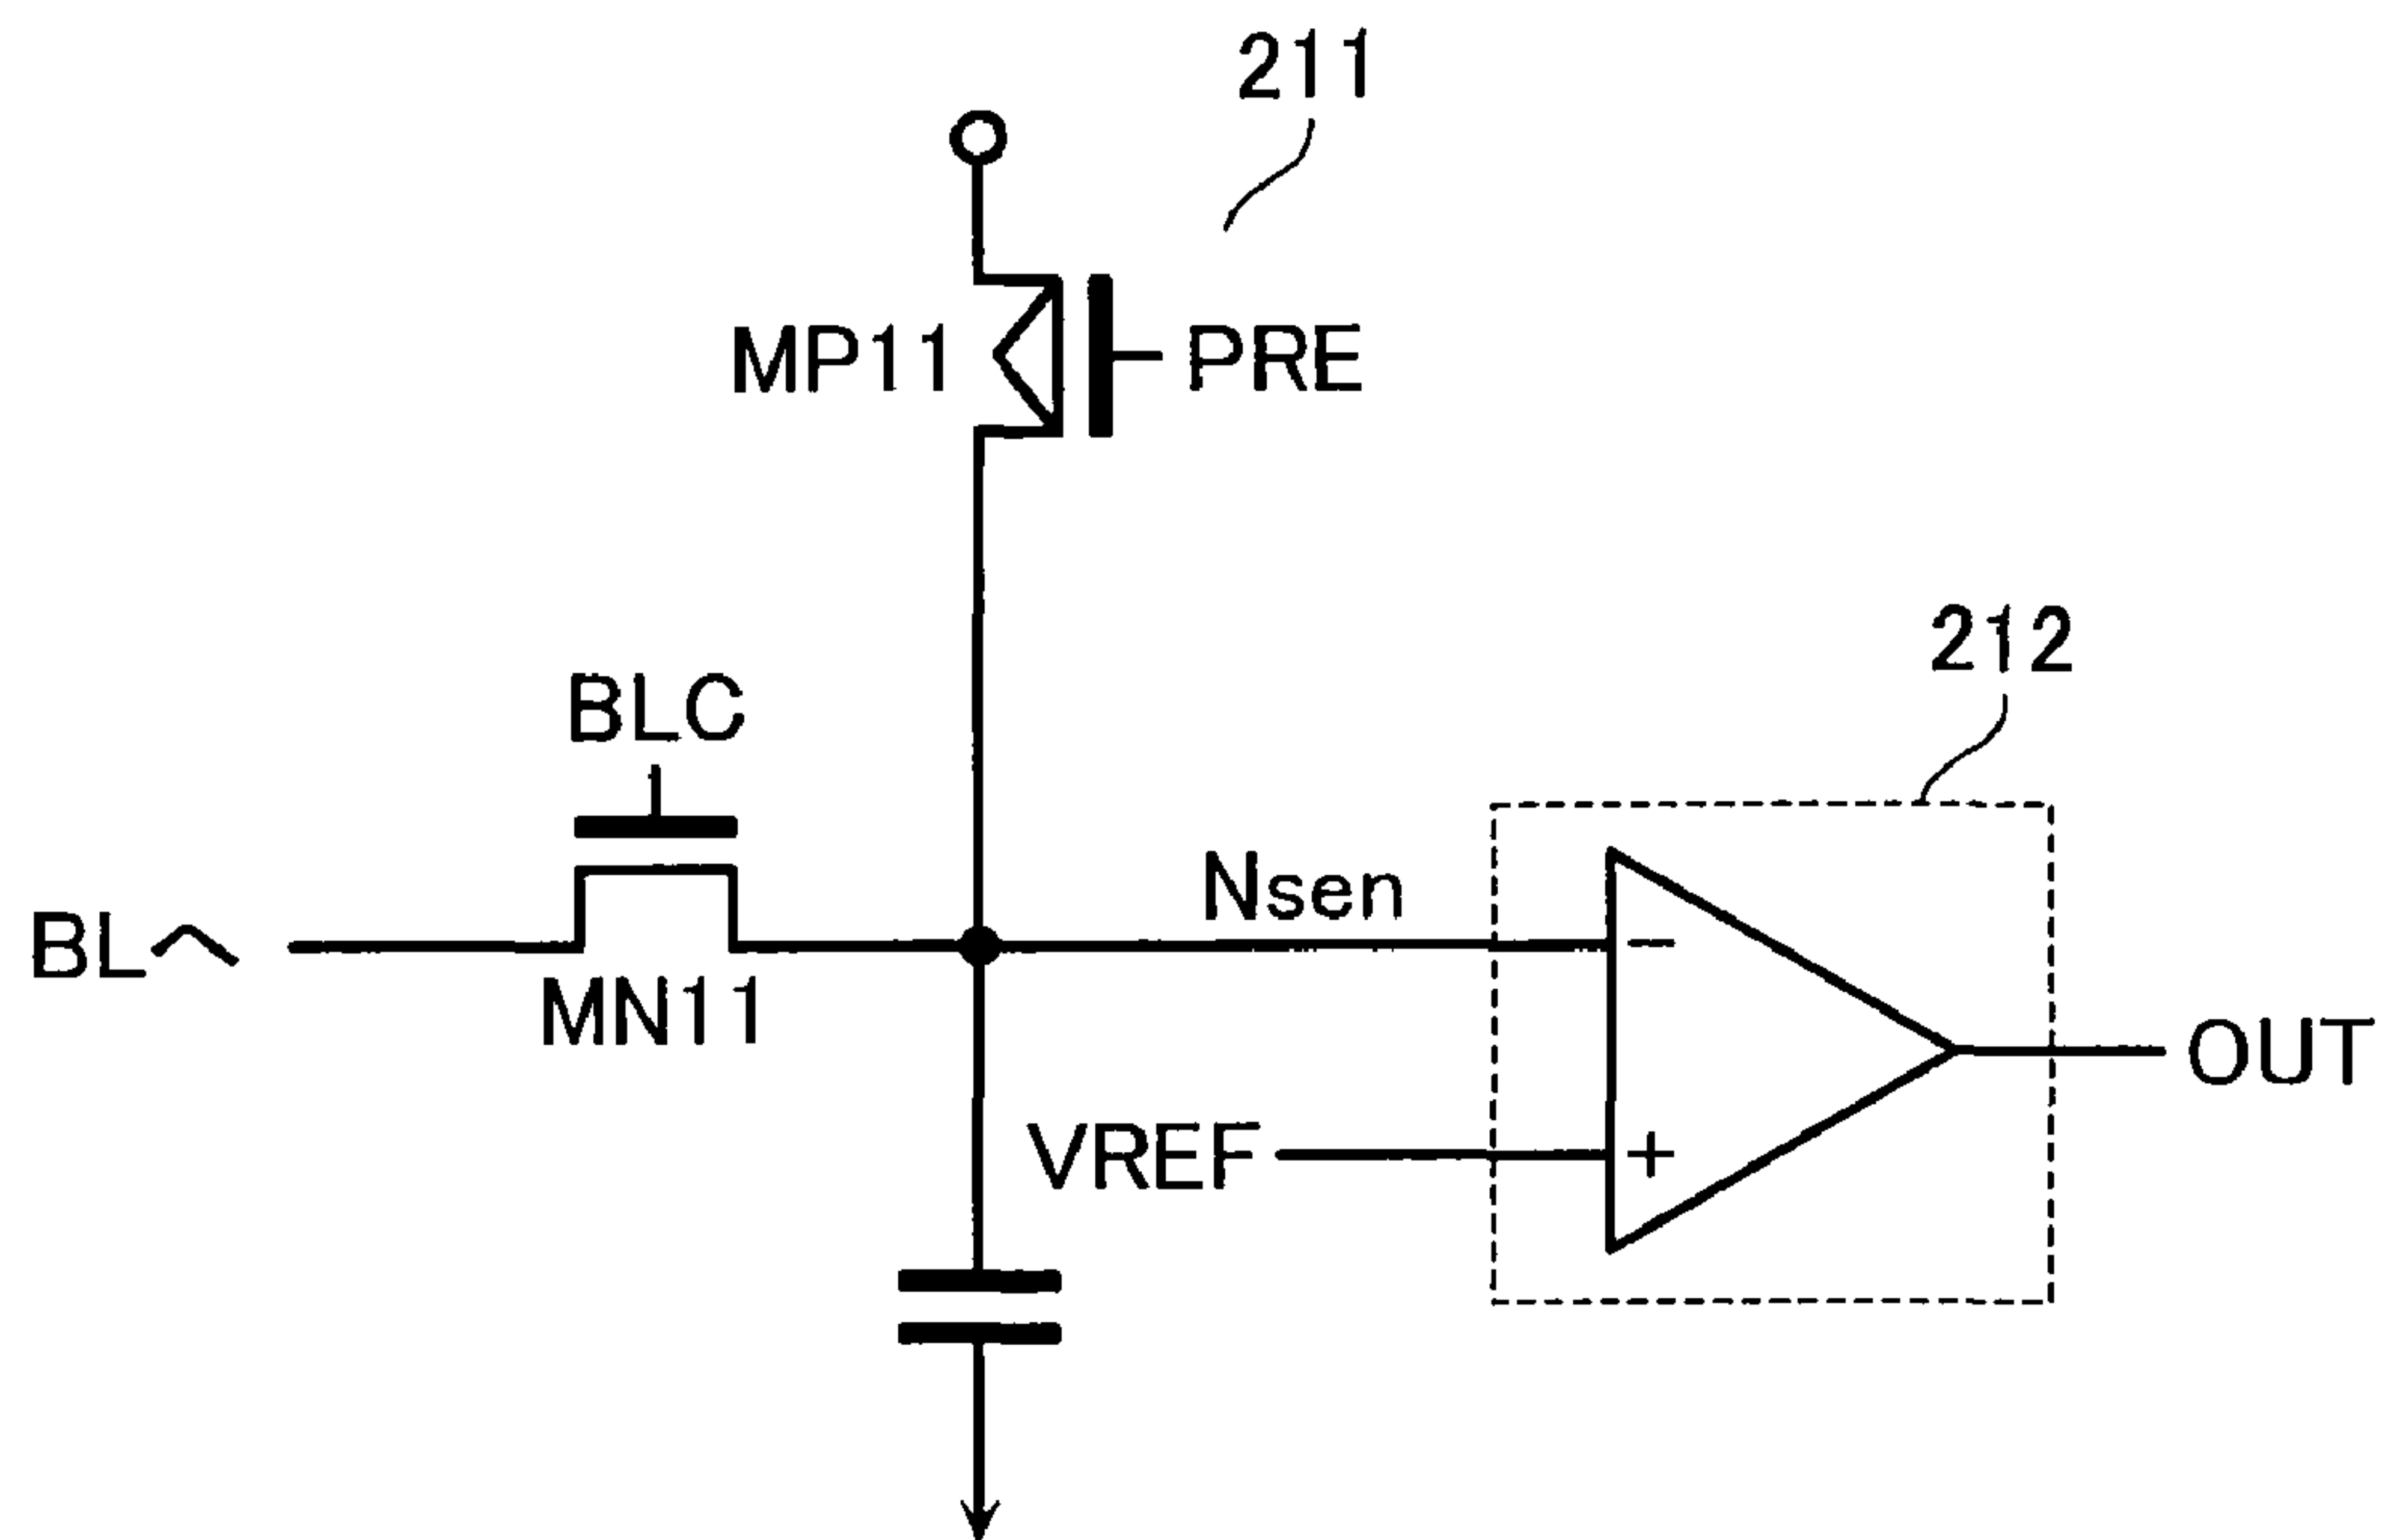 211
MP11
PRE
212
BLC
Nsen
BL
MN11
-
OUT
VREF
+